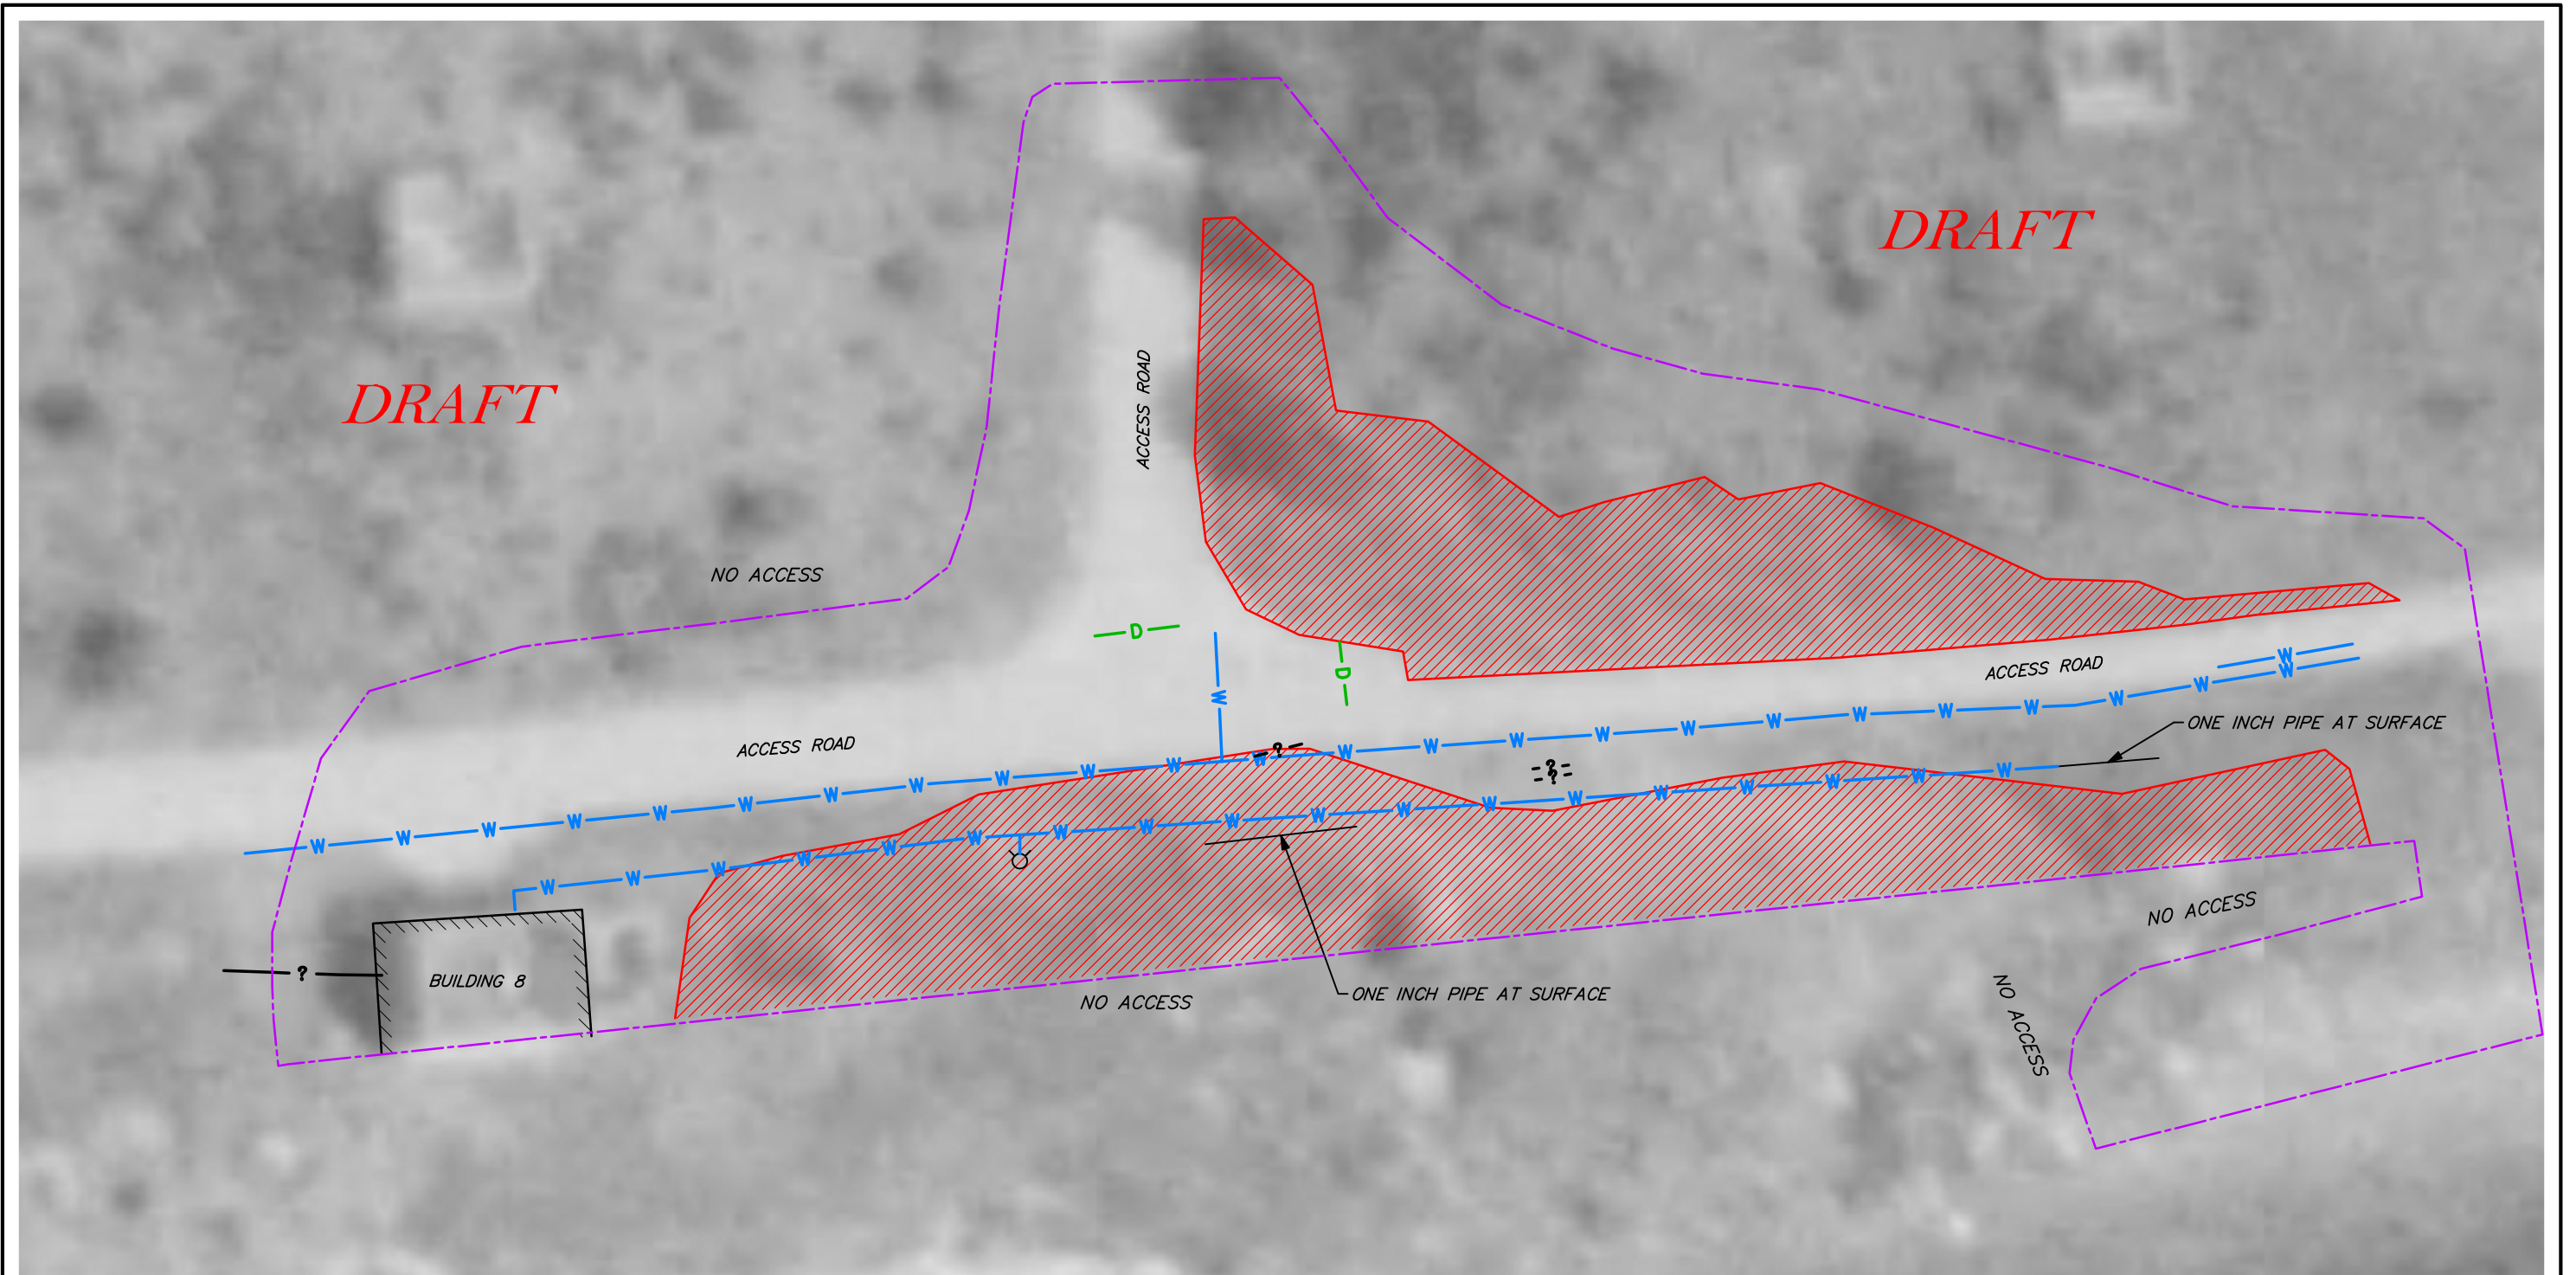 DRAFT
DRAFT
ACCESS ROAD
NO ACCESS
D
D
W
ACCESS ROAD
W
W
ONE INCH PIPE AT SURFACE
ACCESS ROAD
?
?
?
W W W W W W W W W W W W W W W W W W W W W W W W
W W W W W W W W W W W W W W W W W W
NO ACCESS
?
BUILDING 8
NO ACCESS
ONE INCH PIPE AT SURFACE
NO ACCESS